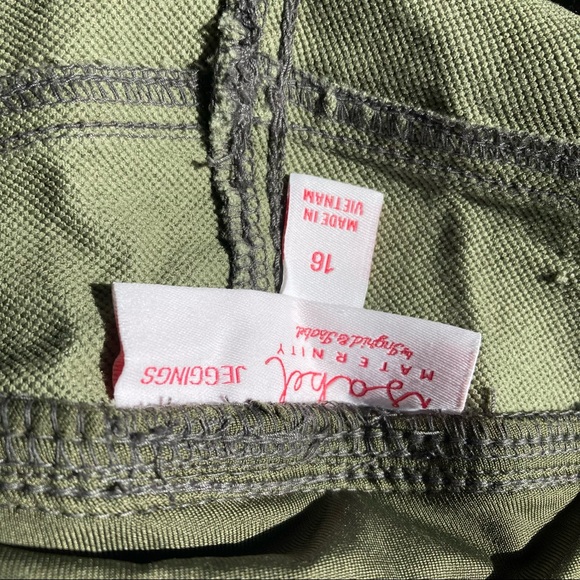 isabel
MATERNITY
by Ingrid & Isabel
JEGGINGS
16
MADE IN
VIETNAM